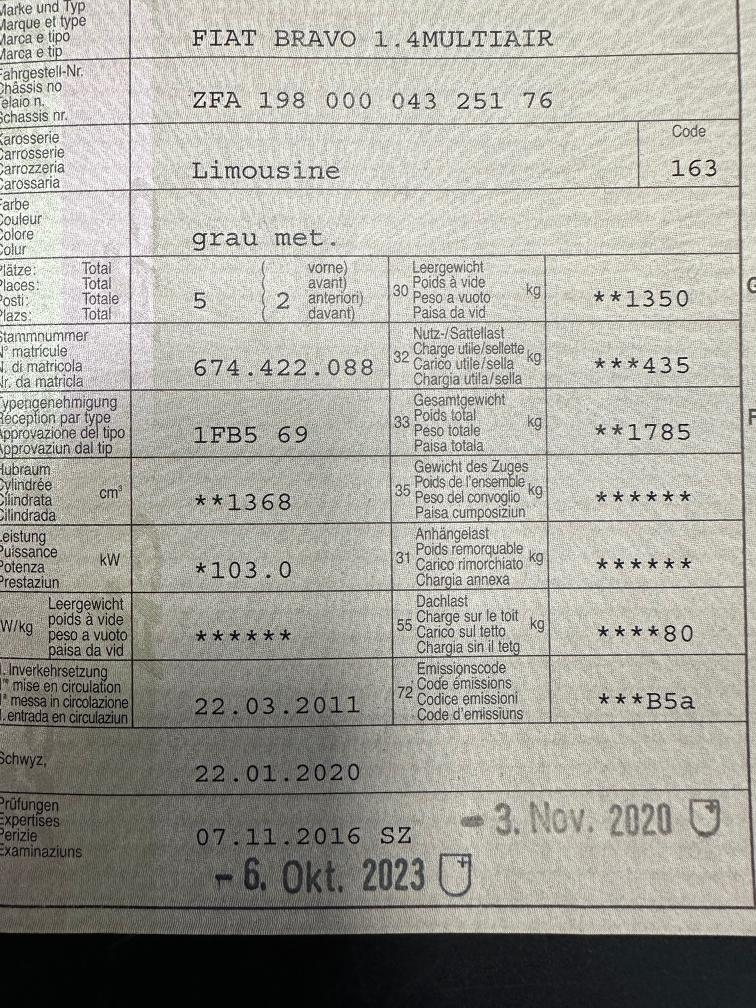 Marke und Typ
Marque et type
Marca e tipo
Marca e tip
FIAT BRAVO 1.4MULTIAIR
Fahrgestell-Nr.
Châssis no
Telaio n.
Schassis nr.
ZFA 198 000 043 251 76
Karosserie
Carrosserie
Carrozzeria
Carossaria
Limousine
Code
163
Farbe
Couleur
Colore
Colur
grau met.
Plätze: Total
Places: Total
Posti: Totale
Plazs: Total
5
( vorne)
( avant)
( 2 anteriori)
( davant)
30 Leergewicht
Poids à vide
Peso a vuoto
Paisa da vid
kg
**1350
Stammnummer
N° matricule
N. di matricola
Nr. da matricla
674.422.088
32 Nutz-/Sattellast
Charge utile/sellette
Carico utile/sella
Chargia utila/sella
kg
***435
Typengenehmigung
Réception par type
Approvazione del tipo
Approvaziun dal tip
1FB5 69
33 Gesamtgewicht
Poids total
Peso totale
Paisa totala
kg
**1785
Hubraum
Cylindrée
Cilindrata
Cilindrada
cm³
**1368
35 Gewicht des Zuges
Poids de l'ensemble
Peso del convoglio
Paisa cumposiziun
kg
******
Leistung
Puissance
Potenza
Prestaziun
kW
*103.0
31 Anhängelast
Poids remorquable
Carico rimorchiato
Chargia annexa
kg
******
W/kg
Leergewicht
poids à vide
peso a vuoto
paisa da vid
******
55 Dachlast
Charge sur le toit
Carico sul tetto
Chargia sin il tetg
kg
****80
1. Inverkehrsetzung
1re mise en circulation
1a messa in circolazione
1. entrada en circulaziun
22.03.2011
72 Emissionscode
Code émissions
Codice emissioni
Code d'emissiuns
***B5a
Schwyz,
22.01.2020
Prüfungen
Expertises
Perizie
Examinaziuns
07.11.2016 SZ
- 3. Nov. 2020
- 6. Okt. 2023